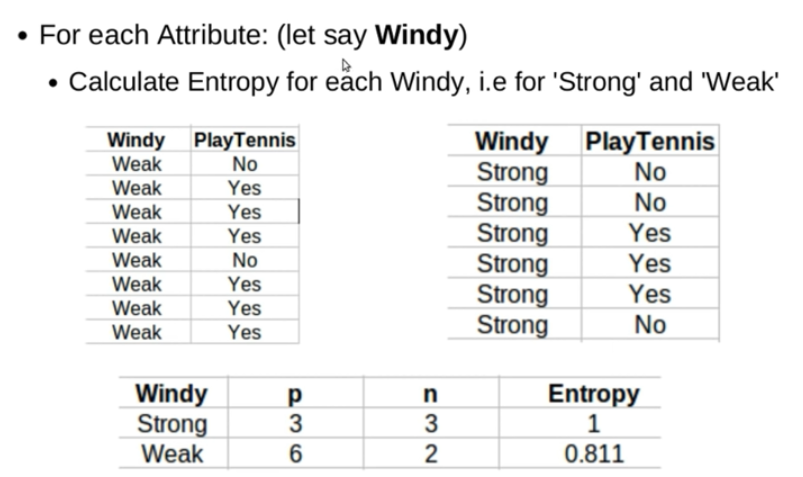 • For each Attribute: (let say Windy)
• Calculate Entropy for each Windy, i.e for 'Strong' and 'Weak'
Windy PlayTennis
Weak No
Weak Yes
Weak Yes
Weak Yes
Weak No
Weak Yes
Weak Yes
Weak Yes
Windy PlayTennis
Strong No
Strong No
Strong Yes
Strong Yes
Strong Yes
Strong No
Windy p n Entropy
Strong 3 3 1
Weak 6 2 0.811